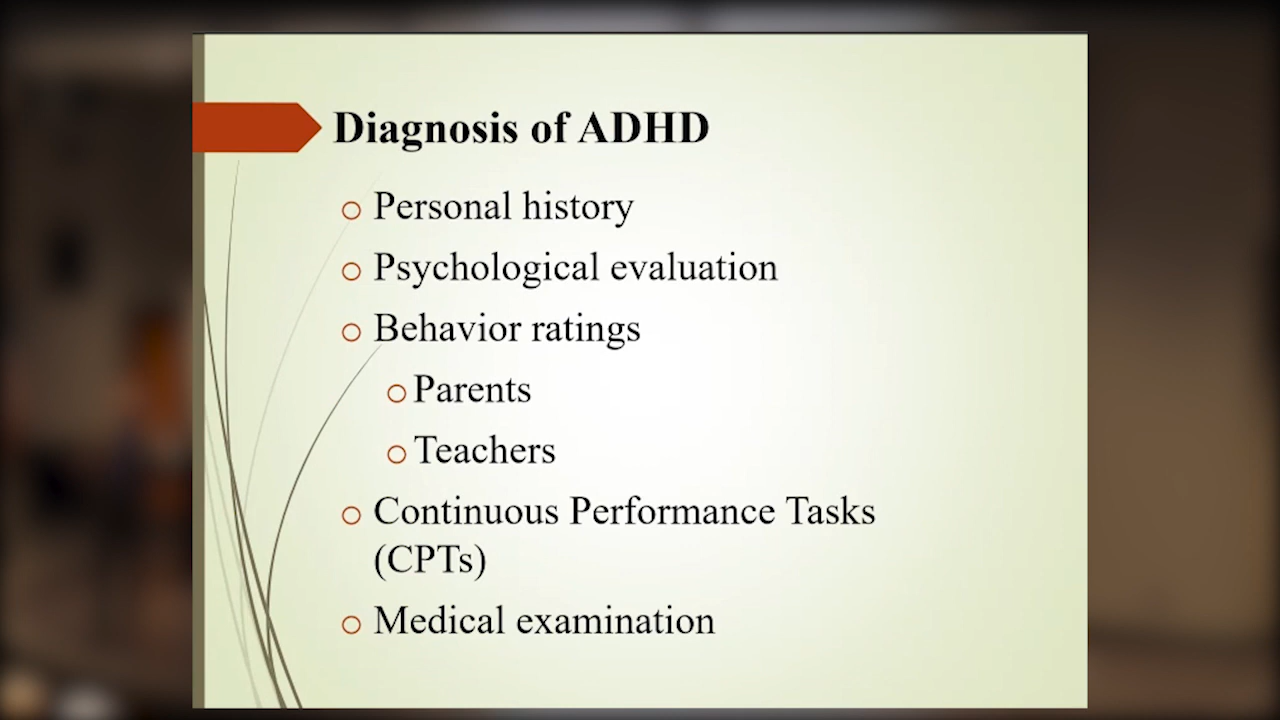 Diagnosis of ADHD
Personal history
Psychological evaluation
Behavior ratings
Parents
Teachers
Continuous Performance Tasks
(CPTs)
Medical examination